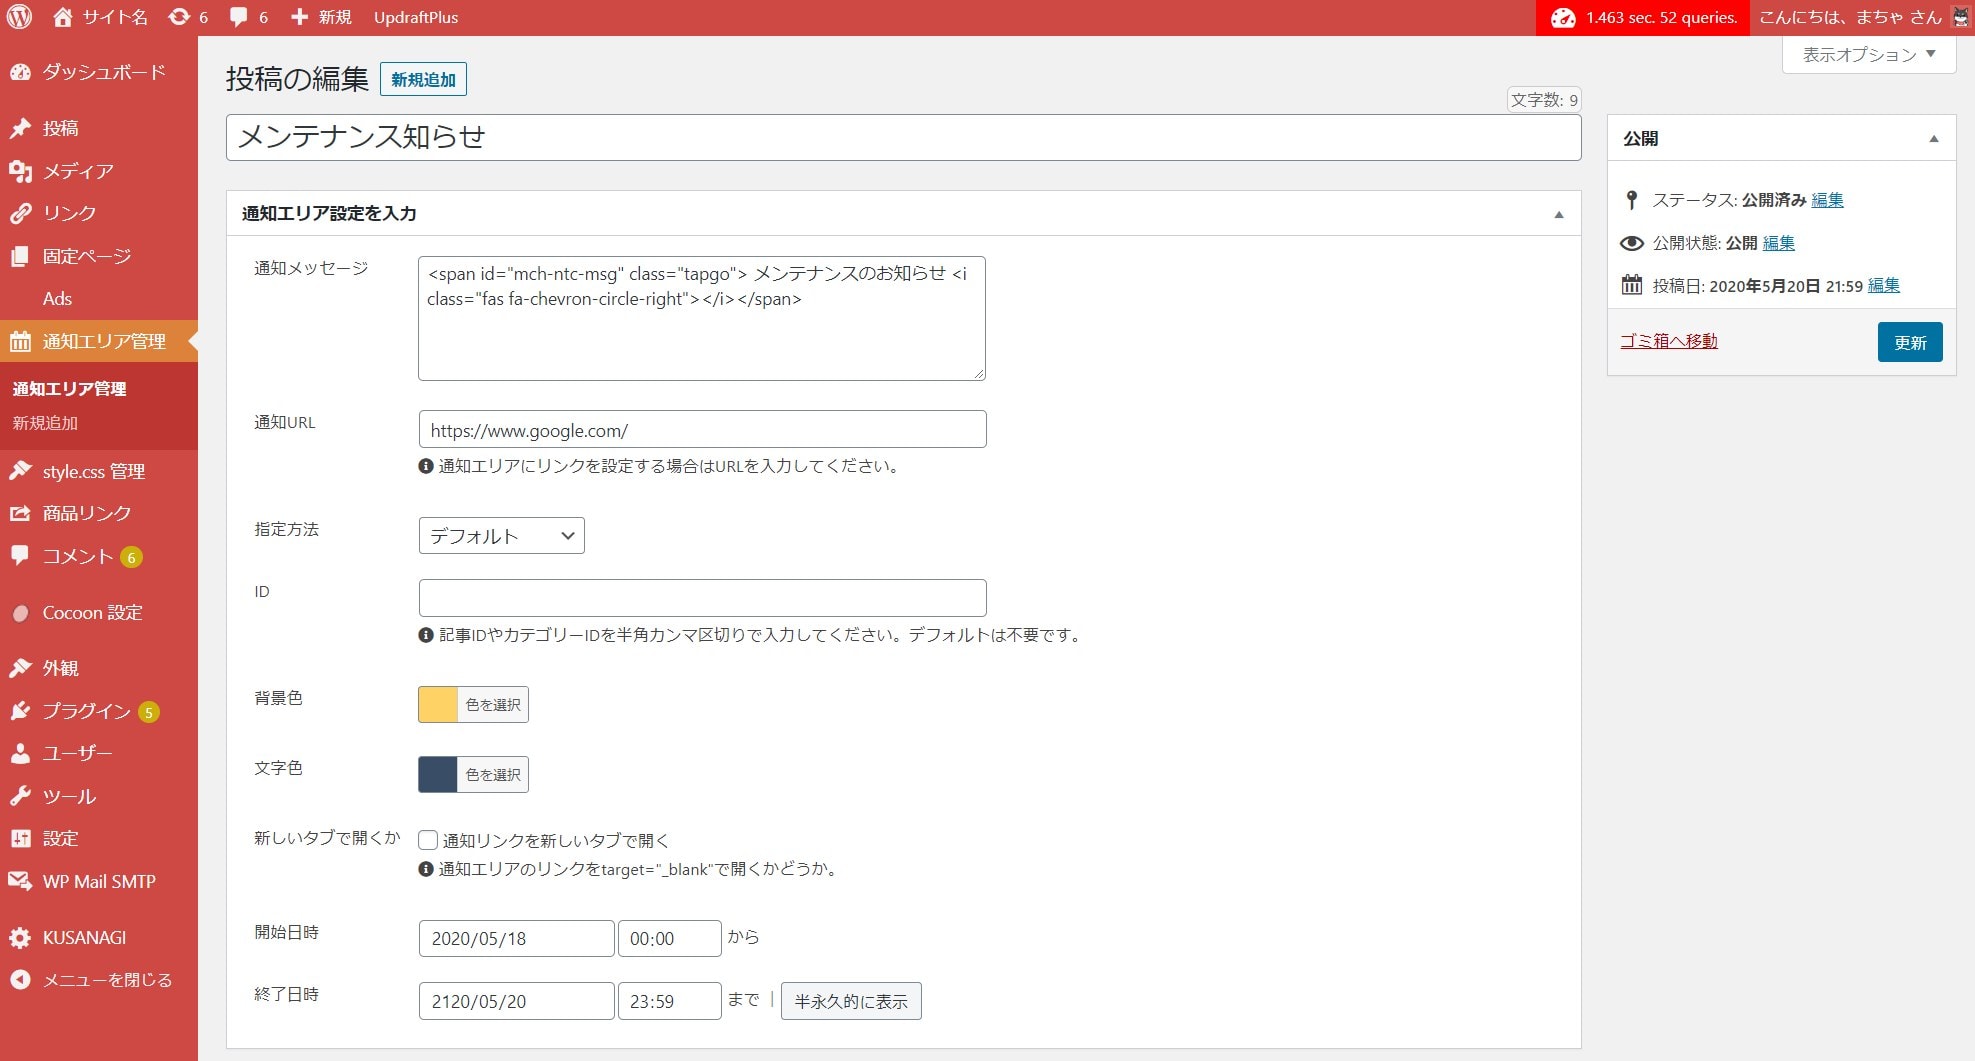 サイト名 6 6 新規 UpdraftPlus 1.463 sec. 52 queries. こんにちは、まちゃ さん
表示オプション
ダッシュボード
投稿
メディア
リンク
固定ページ
Ads
通知エリア管理
通知エリア管理
新規追加
style.css 管理
商品リンク
コメント 6
Cocoon 設定
外観
プラグイン 5
ユーザー
ツール
設定
WP Mail SMTP
KUSANAGI
メニューを閉じる
投稿の編集 新規追加
文字数: 9
メンテナンス知らせ
通知エリア設定を入力
通知メッセージ
<span id="mch-ntc-msg" class="tapgo"> メンテナンスのお知らせ <i
class="fas fa-chevron-circle-right"></i></span>
通知URL
https://www.google.com/
通知エリアにリンクを設定する場合はURLを入力してください。
指定方法 デフォルト
ID
記事IDやカテゴリーIDを半角カンマ区切りで入力してください。デフォルトは不要です。
背景色 色を選択
文字色 色を選択
新しいタブで開くか 通知リンクを新しいタブで開く
通知エリアのリンクをtarget="_blank"で開くかどうか。
開始日時 2020/05/18 00:00 から
終了日時 2120/05/20 23:59 まで | 半永久的に表示
公開
ステータス: 公開済み 編集
公開状態: 公開 編集
投稿日: 2020年5月20日 21:59 編集
ゴミ箱へ移動 更新